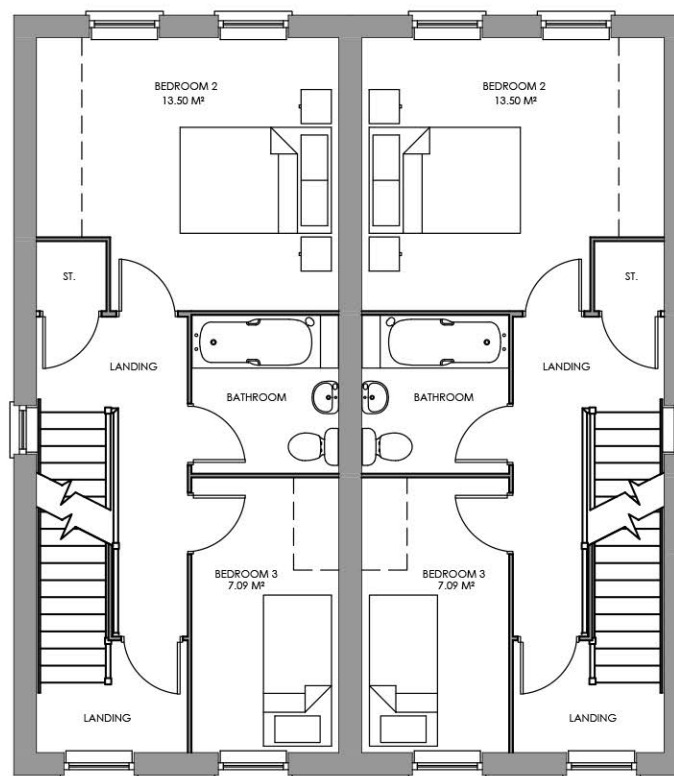 BEDROOM 2
13.50 M²
BEDROOM 2
13.50 M²
ST.
ST.
LANDING
LANDING
BATHROOM
BATHROOM
BEDROOM 3
7.09 M²
BEDROOM 3
7.09 M²
LANDING
LANDING